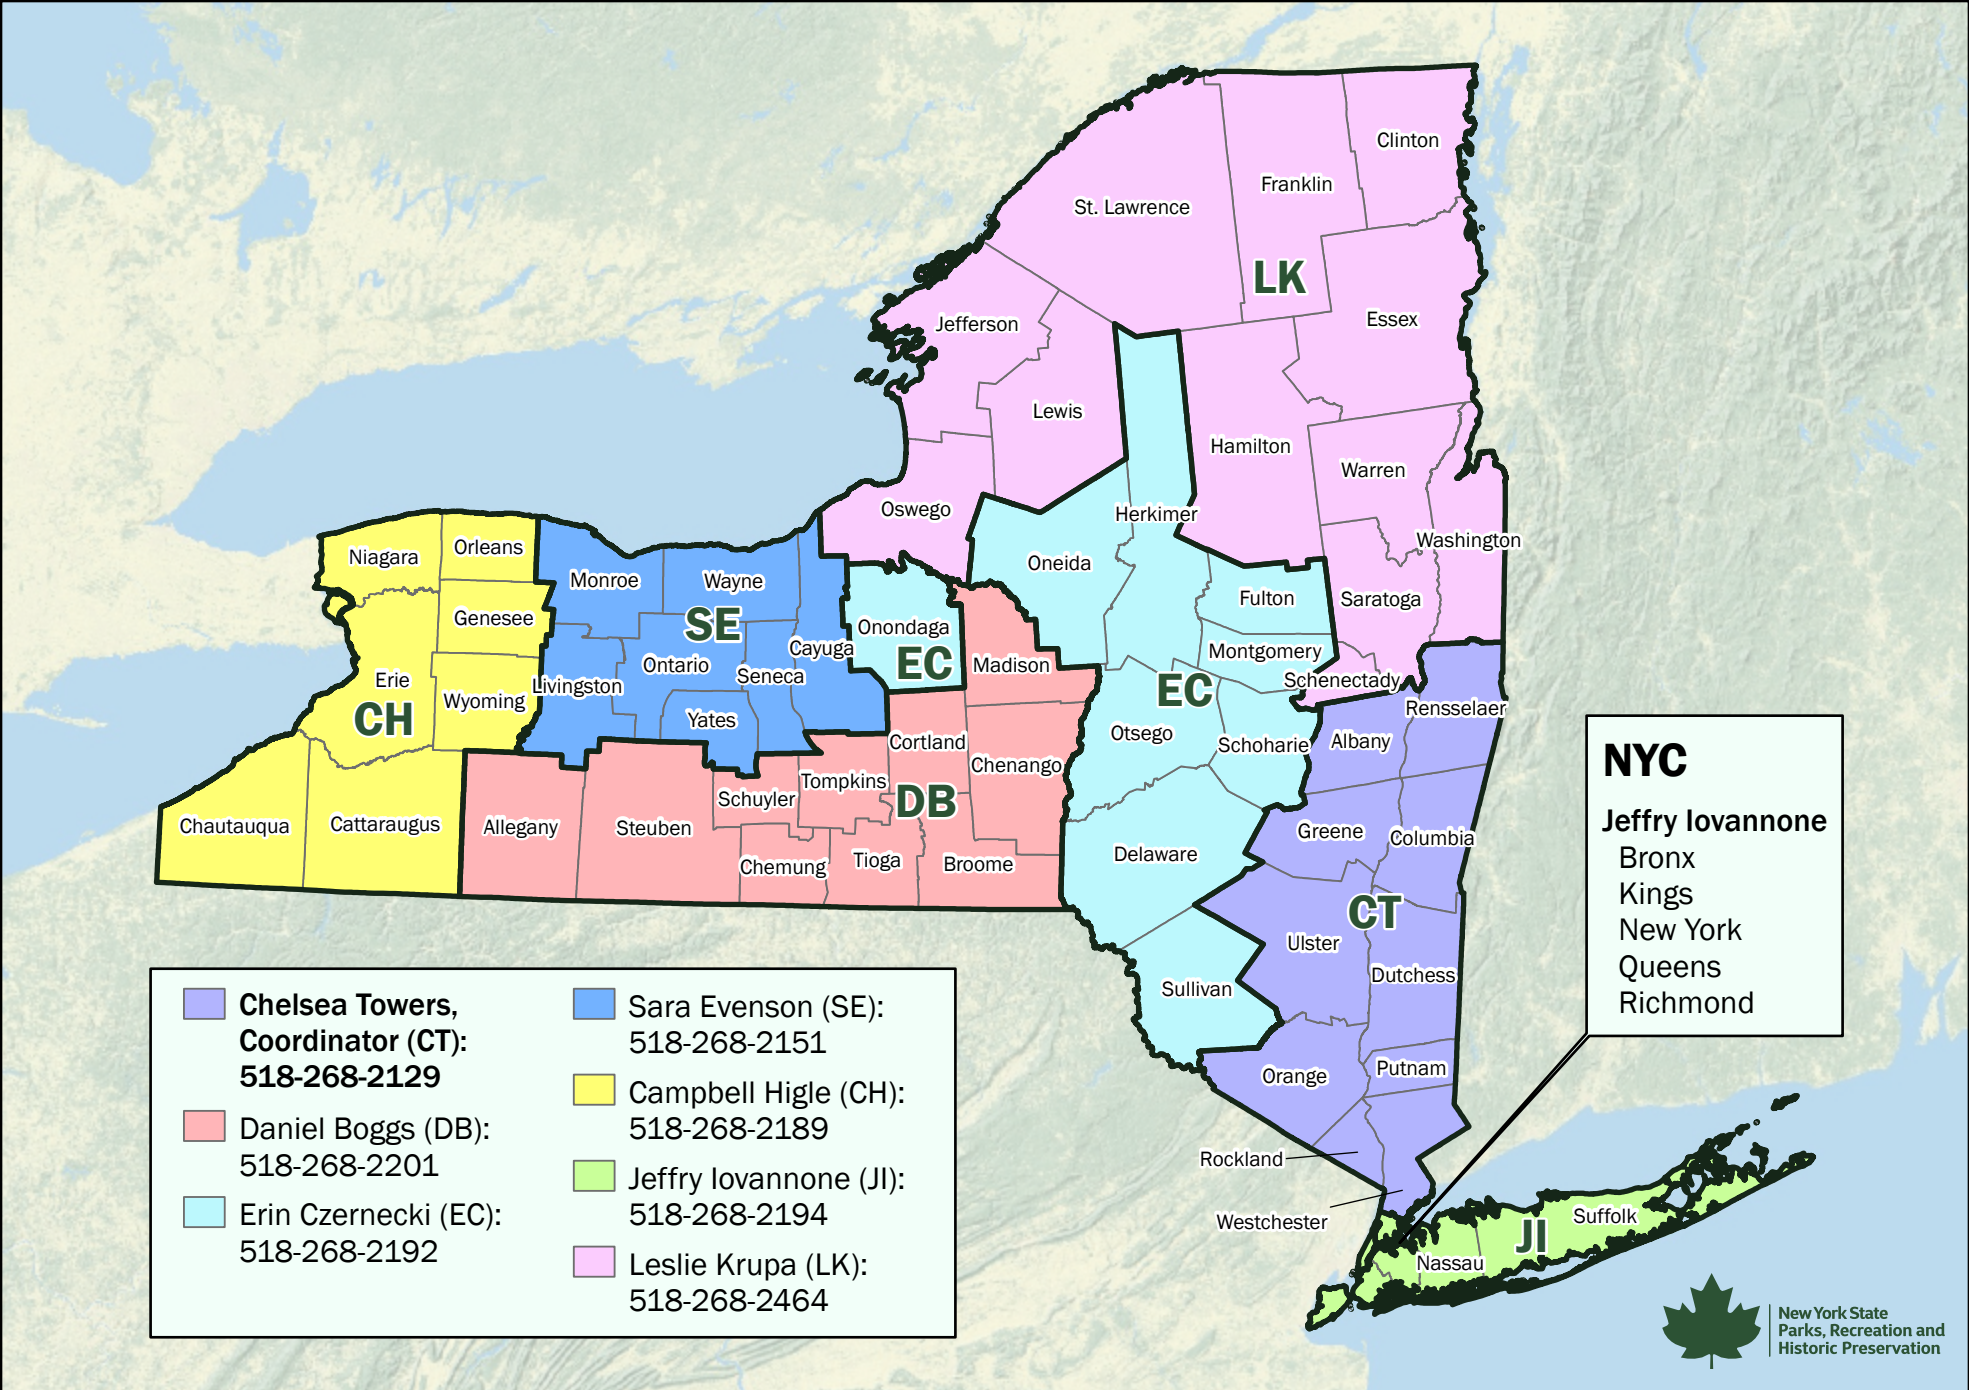 Clinton
Franklin
St. Lawrence
LK
Essex
Jefferson
Lewis
Hamilton
Warren
Oswego
Herkimer
Washington
Niagara
Orleans
Oneida
Monroe
Wayne
Fulton
Saratoga
Genesee
SE
Onondaga
Cayuga
Montgomery
EC
Madison
Ontario
Seneca
Erie
Livingston
Schenectady
Wyoming
EC
CH
Yates
Rensselaer
Otsego
Cortland
Schoharie
Albany
Chenango
Tompkins
Schuyler
DB
Chautauqua
Cattaraugus
Allegany
Steuben
Greene
Columbia
Delaware
Chemung
Tioga
Broome
CT
Ulster
Dutchess
Sullivan
Orange
Putnam
Rockland
Westchester
Suffolk
JI
Nassau
NYC
Jeffry Iovannone
Bronx
Kings
New York
Queens
Richmond
Chelsea Towers,
Coordinator (CT):
518-268-2129
Daniel Boggs (DB):
518-268-2201
Erin Czernecki (EC):
518-268-2192
Sara Evenson (SE):
518-268-2151
Campbell Higle (CH):
518-268-2189
Jeffry Iovannone (JI):
518-268-2194
Leslie Krupa (LK):
518-268-2464
New York State
Parks, Recreation and
Historic Preservation